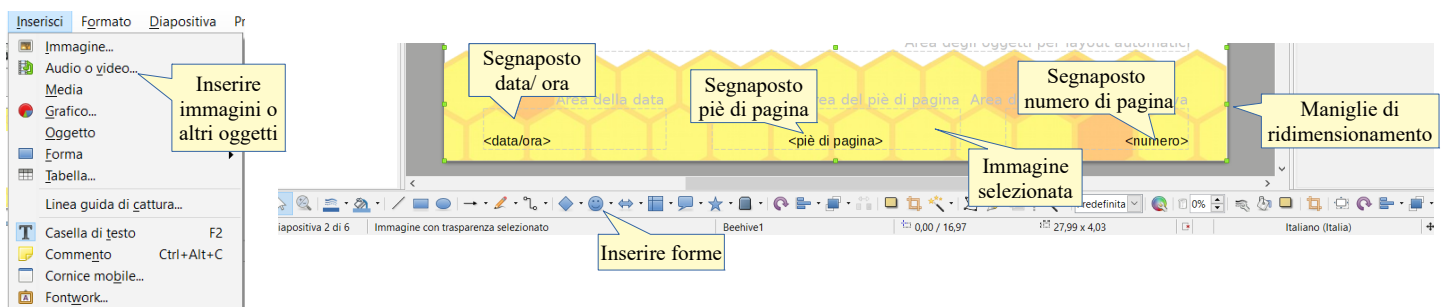 Inserisci Formato Diapositiva
Immagine...
Audio o video...
Media
Grafico...
Oggetto
Forma
Tabella...
Linea guida di cattura...
Casella di testo F2
Commento Ctrl+Alt+C
Cornice mobile...
Fontwork...
Inserire
immagini o
altri oggetti
Area degli oggetti per layout automatici
Segnaposto
data/ ora
Segnaposto
piè di pagina
Segnaposto
numero di pagina
Maniglie di
ridimensionamento
Area della data
del piè di pagina Area
<data/ora>
<piè di pagina>
<numero>
Immagine
selezionata
0%
2 di 6 Immagine con trasparenza selezionato Beehive1 0,00 / 16,97 27,99 x 4,03 Italiano (Italia)
Inserire forme